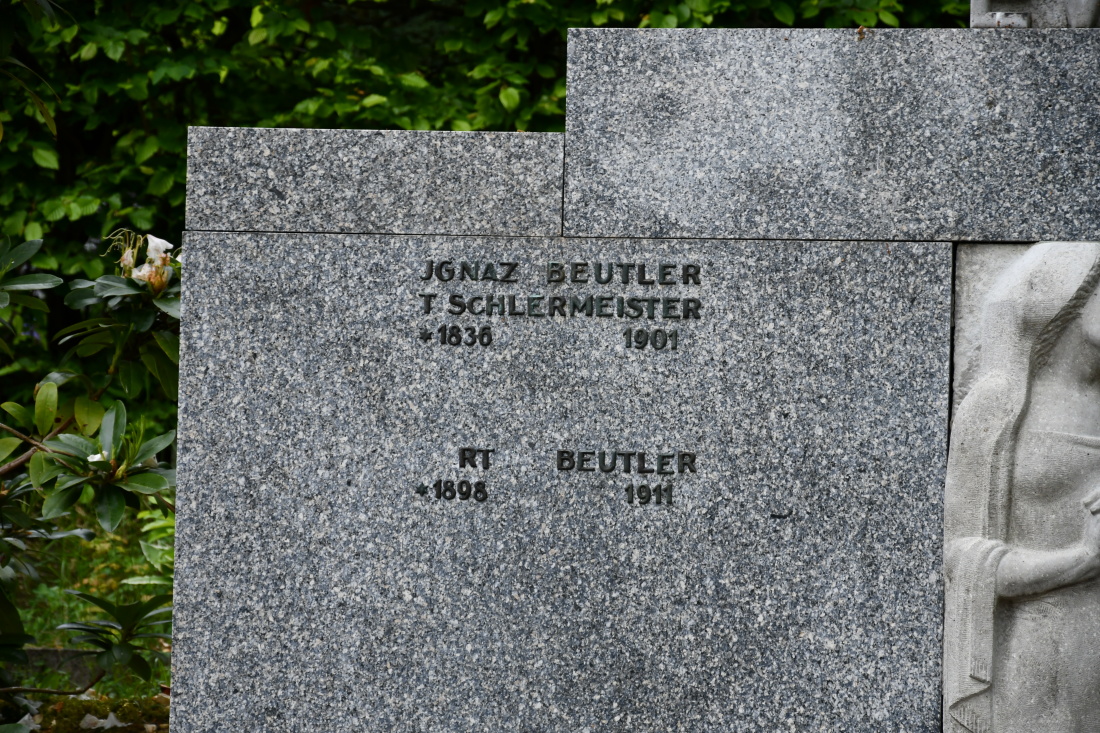 JGNAZ BEUTLER
T SCHLERMEISTER
*1836 1901
RT BEUTLER
*1898 1911